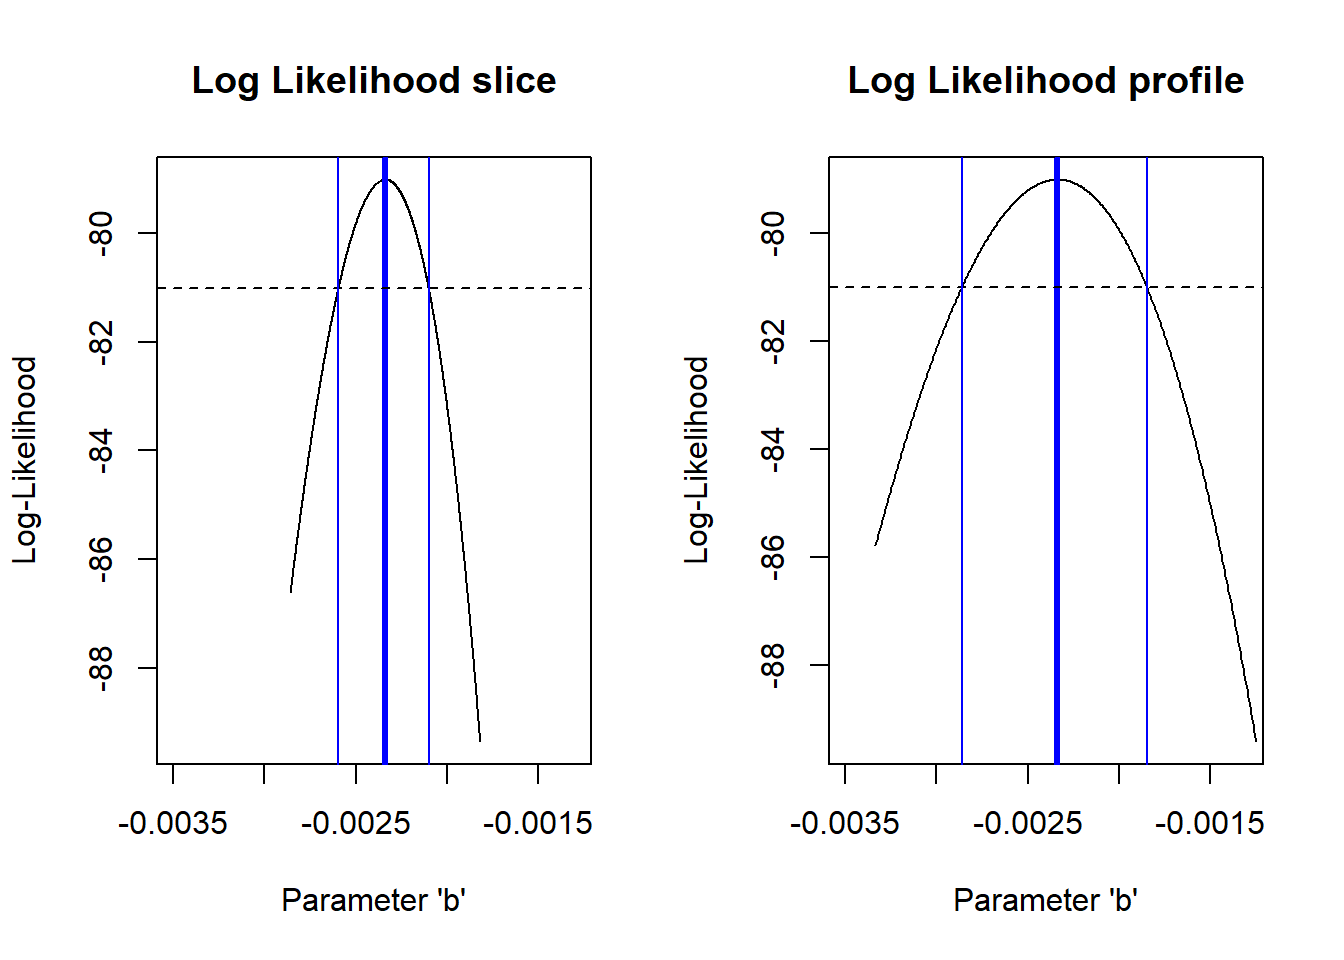 Log Likelihood slice
Log-Likelihood
-80
-82
-84
-86
-88
-0.0035
-0.0025
-0.0015
Parameter 'b'
Log Likelihood profile
Log-Likelihood
-80
-82
-84
-86
-88
-0.0035
-0.0025
-0.0015
Parameter 'b'